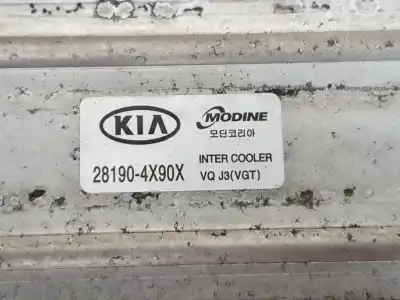 KIA
MODINE
모딘코리아
28190-4X90X
INTER COOLER
VQ J3(VGT)